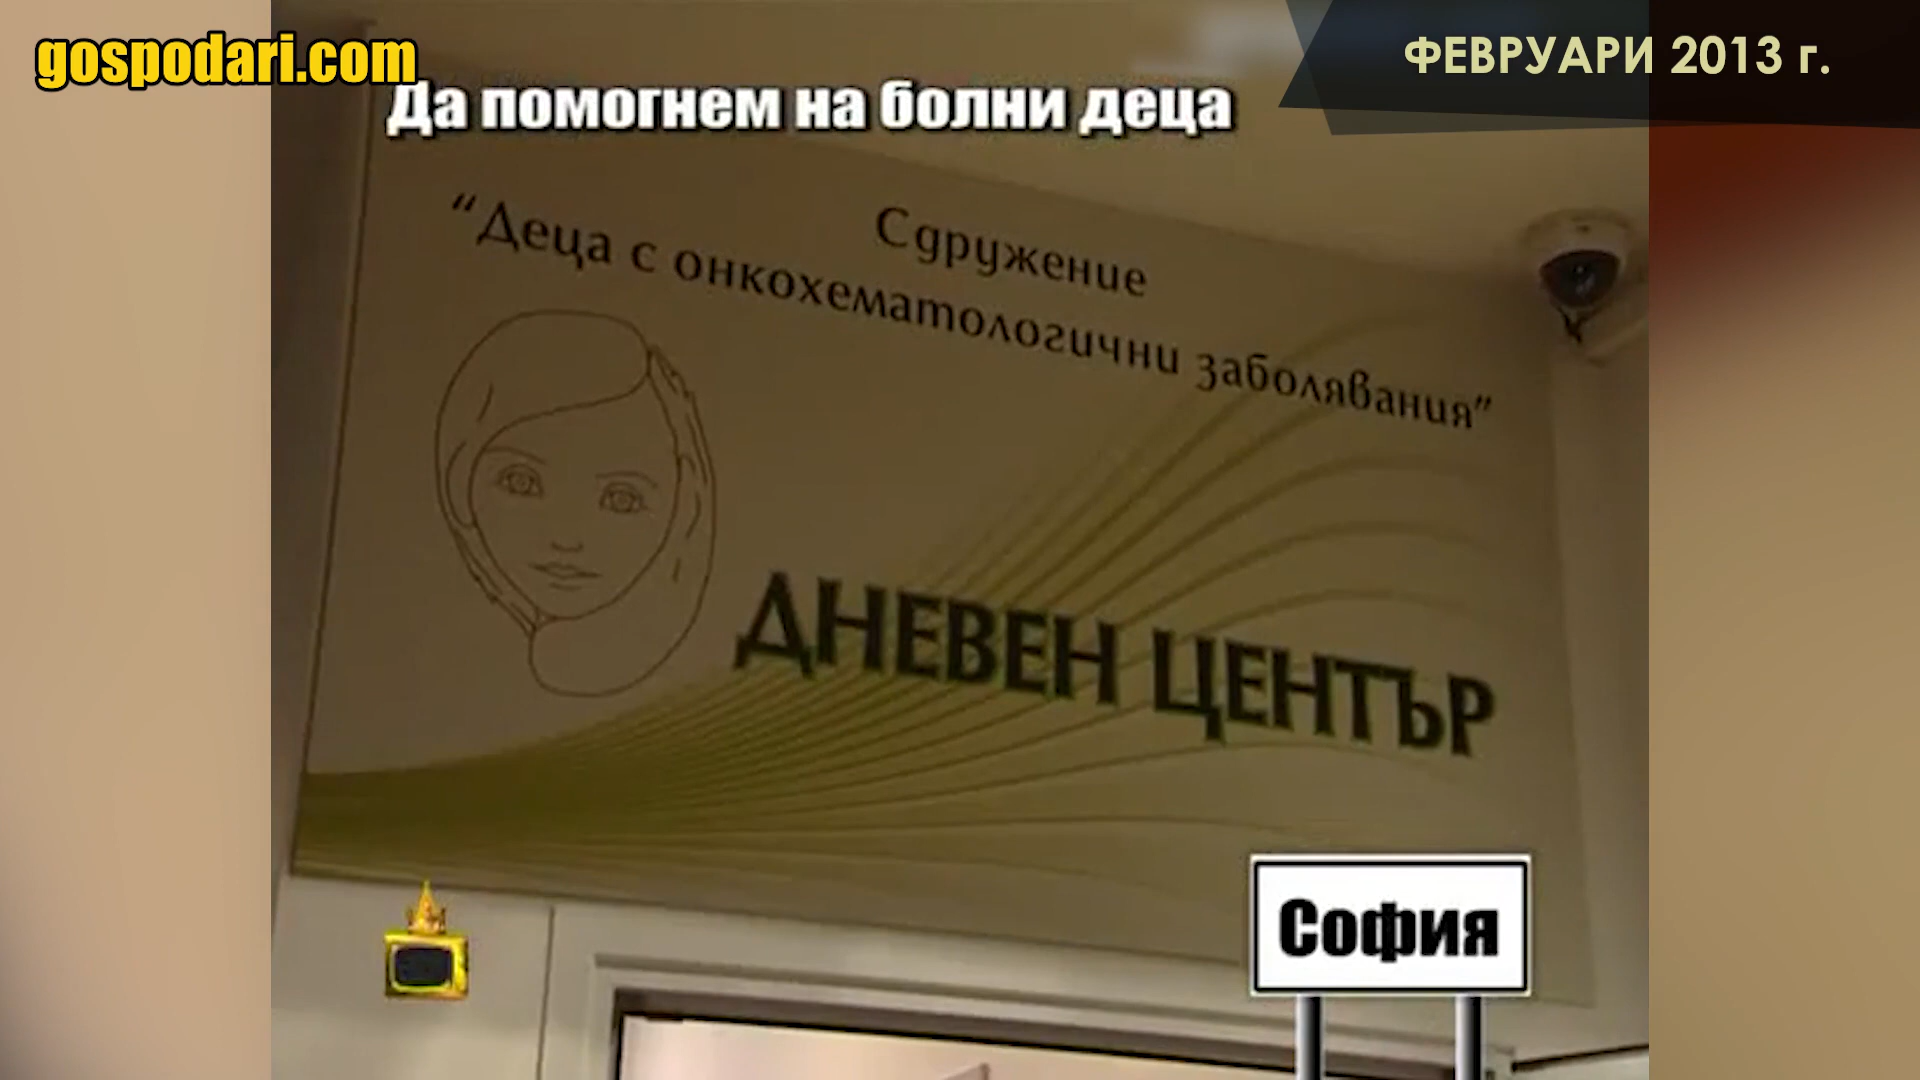 gospodari.com
ФЕВРУАРИ 2013 г.
Да помогнем на болни деца
Сдружение
“Деца с онкохематологични заболявания”
ДНЕВЕН ЦЕНТЪР
София